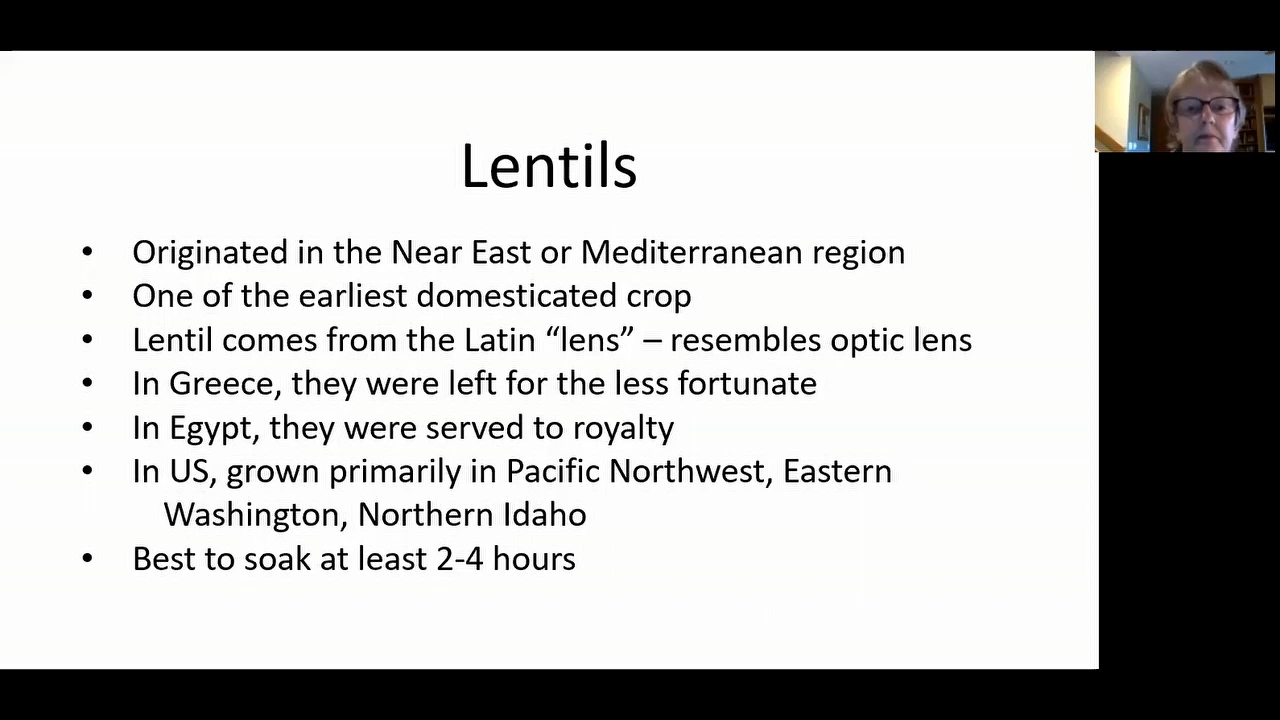 Lentils
• Originated in the Near East or Mediterranean region
• One of the earliest domesticated crop
• Lentil comes from the Latin “lens” – resembles optic lens
• In Greece, they were left for the less fortunate
• In Egypt, they were served to royalty
• In US, grown primarily in Pacific Northwest, Eastern
Washington, Northern Idaho
• Best to soak at least 2-4 hours